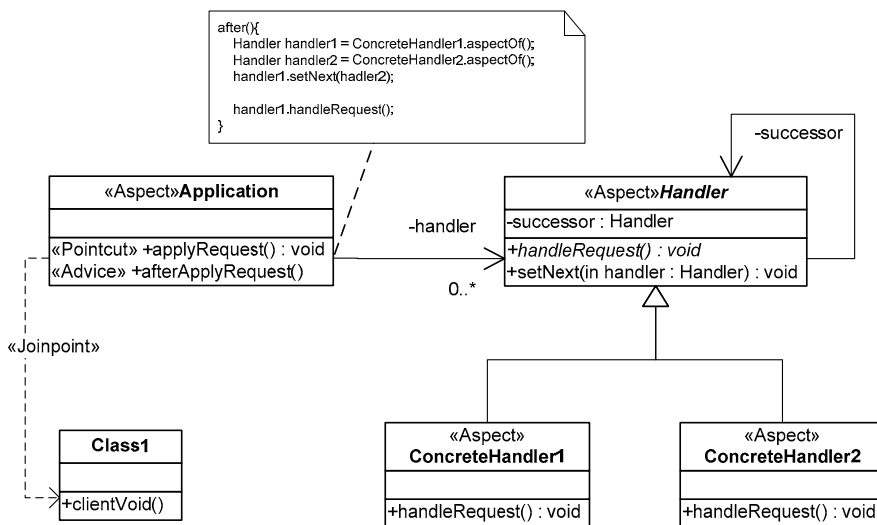 after(){
Handler handler1 = ConcreteHandler1.aspectOf();
Handler handler2 = ConcreteHandler2.aspectOf();
handler1.setNext(hadler2);
handler1.handleRequest();
}
-successor
«Aspect»Application
«Pointcut» +applyRequest() : void
«Advice» +afterApplyRequest()
-handler
0..*
«Aspect»Handler
-successor : Handler
+handleRequest() : void
+setNext(in handler : Handler) : void
«Joinpoint»
Class1
+clientVoid()
«Aspect»
ConcreteHandler1
+handleRequest() : void
«Aspect»
ConcreteHandler2
+handleRequest() : void